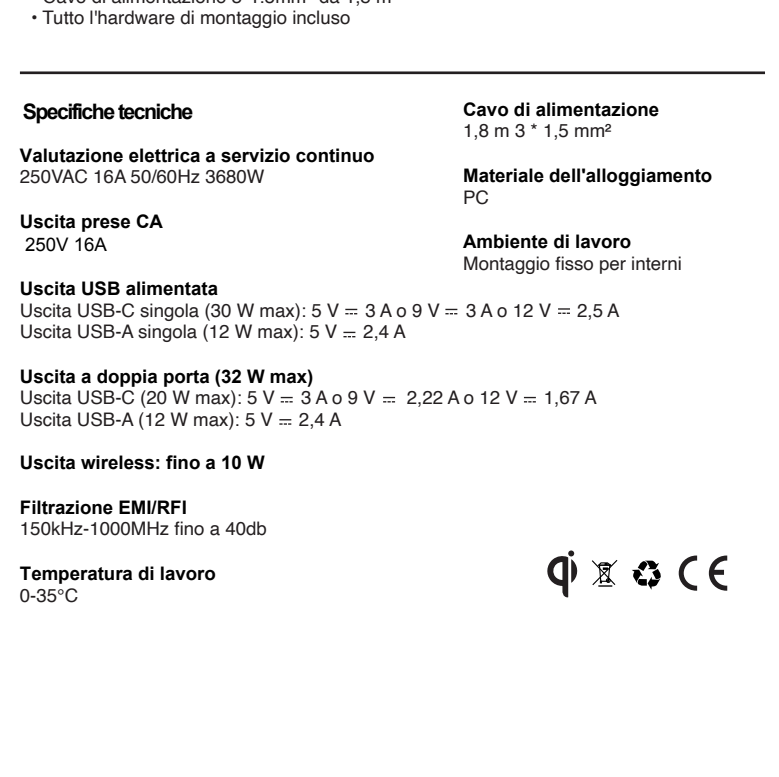 • Tutto l'hardware di montaggio incluso
Specifiche tecniche
Valutazione elettrica a servizio continuo
250VAC 16A 50/60Hz 3680W
Uscita prese CA
250V 16A
Cavo di alimentazione
1,8 m 3 * 1,5 mm²
Materiale dell'alloggiamento
PC
Ambiente di lavoro
Montaggio fisso per interni
Uscita USB alimentata
Uscita USB-C singola (30 W max): 5 V ⎓ 3 A o 9 V ⎓ 3 A o 12 V ⎓ 2,5 A
Uscita USB-A singola (12 W max): 5 V ⎓ 2,4 A
Uscita a doppia porta (32 W max)
Uscita USB-C (20 W max): 5 V ⎓ 3 A o 9 V ⎓ 2,22 A o 12 V ⎓ 1,67 A
Uscita USB-A (12 W max): 5 V ⎓ 2,4 A
Uscita wireless: fino a 10 W
Filtrazione EMI/RFI
150kHz-1000MHz fino a 40db
Temperatura di lavoro
0-35°C
qi CE